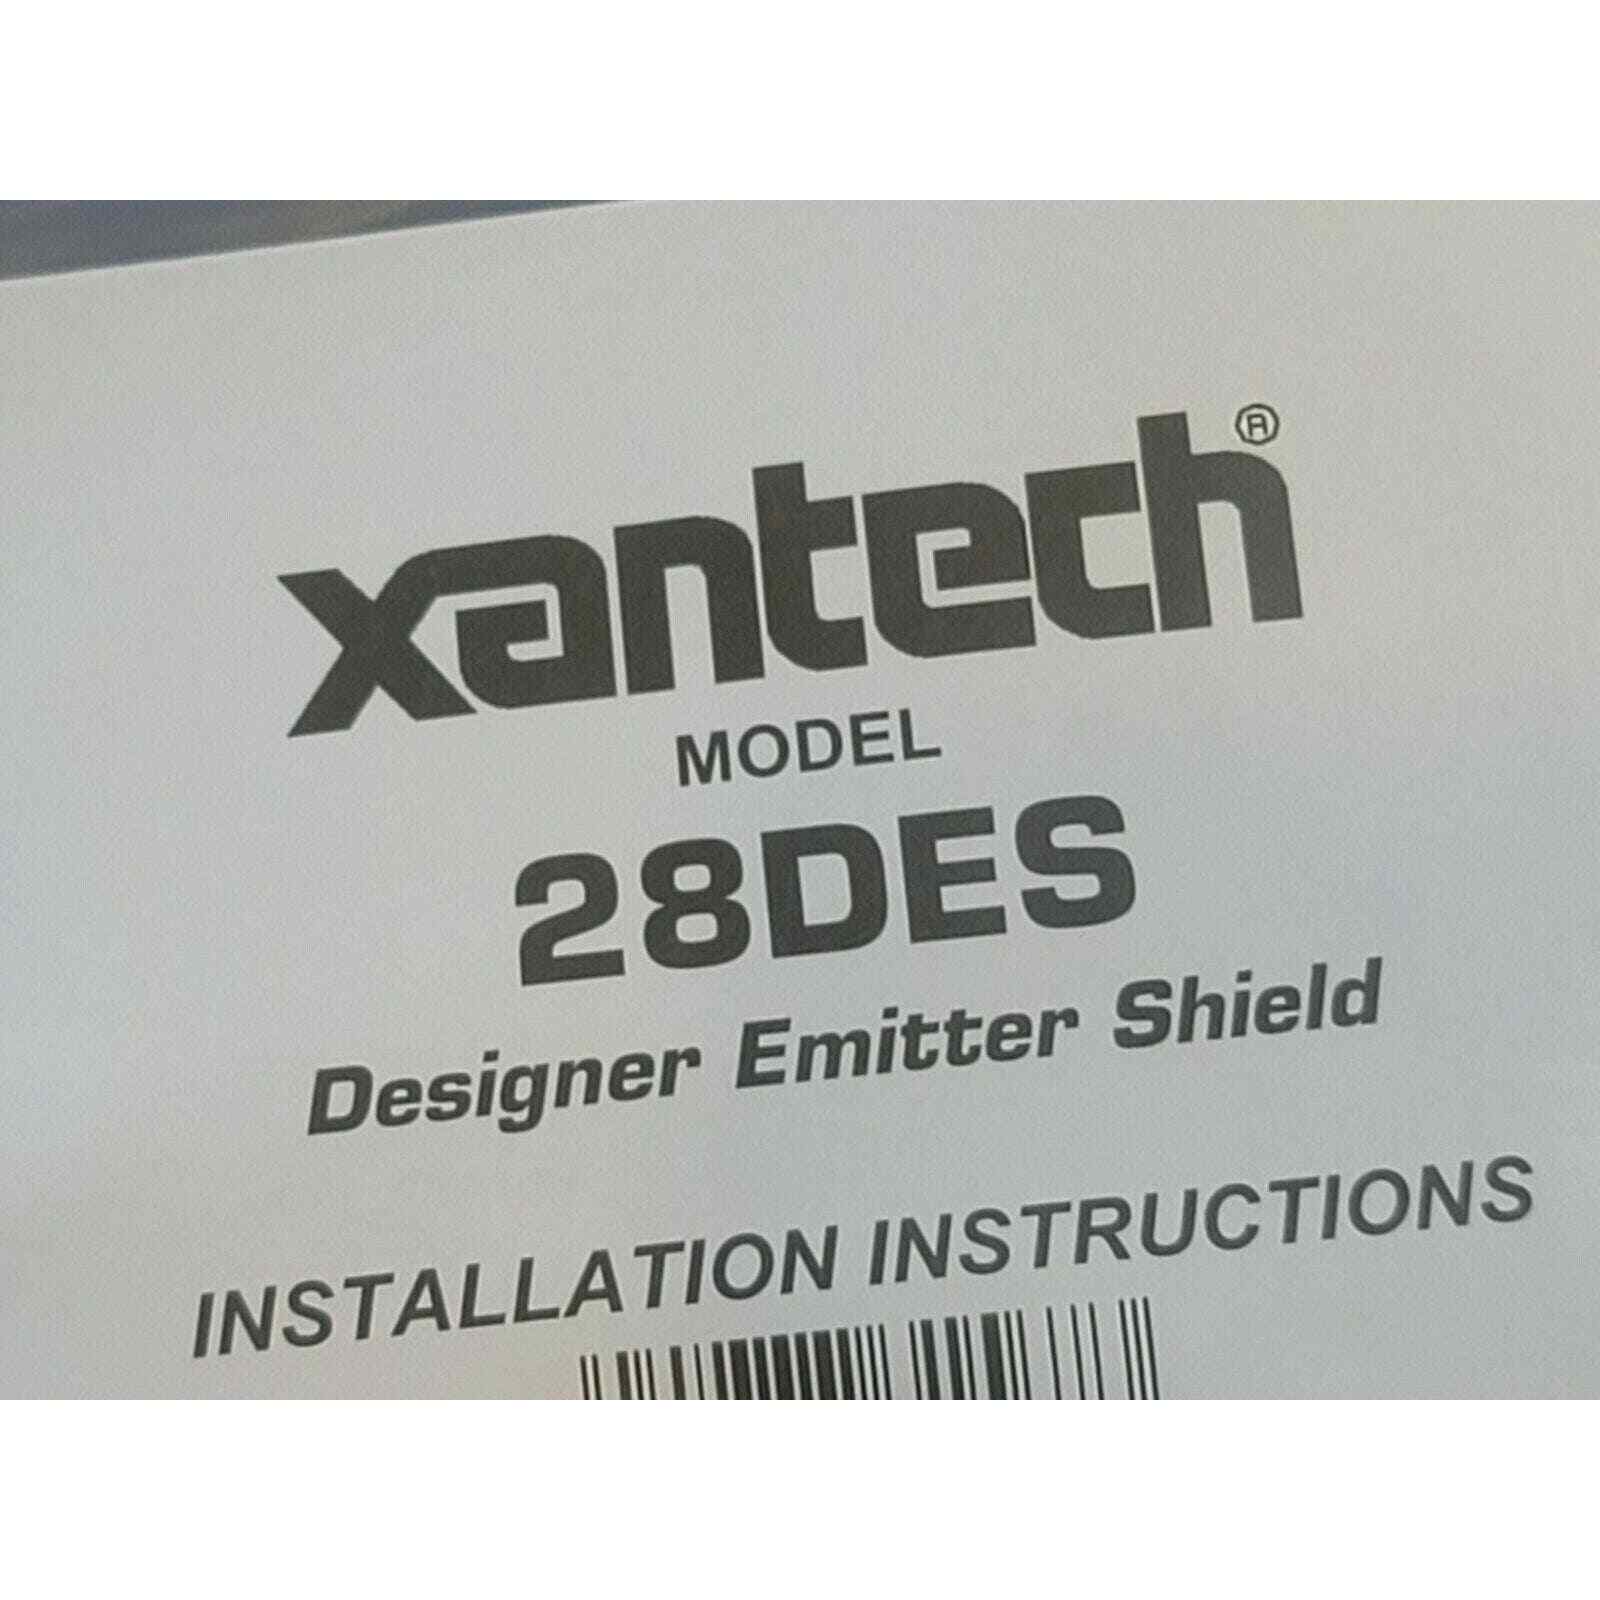 xantech®
MODEL
28DES
Designer Emitter Shield
INSTALLATION INSTRUCTIONS